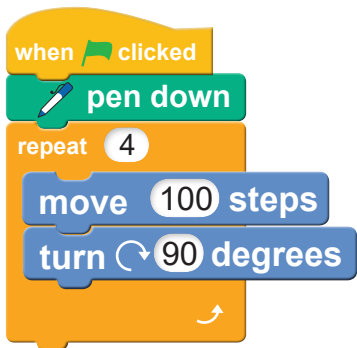 when clicked
pen down
repeat 4
move 100 steps
turn 90 degrees